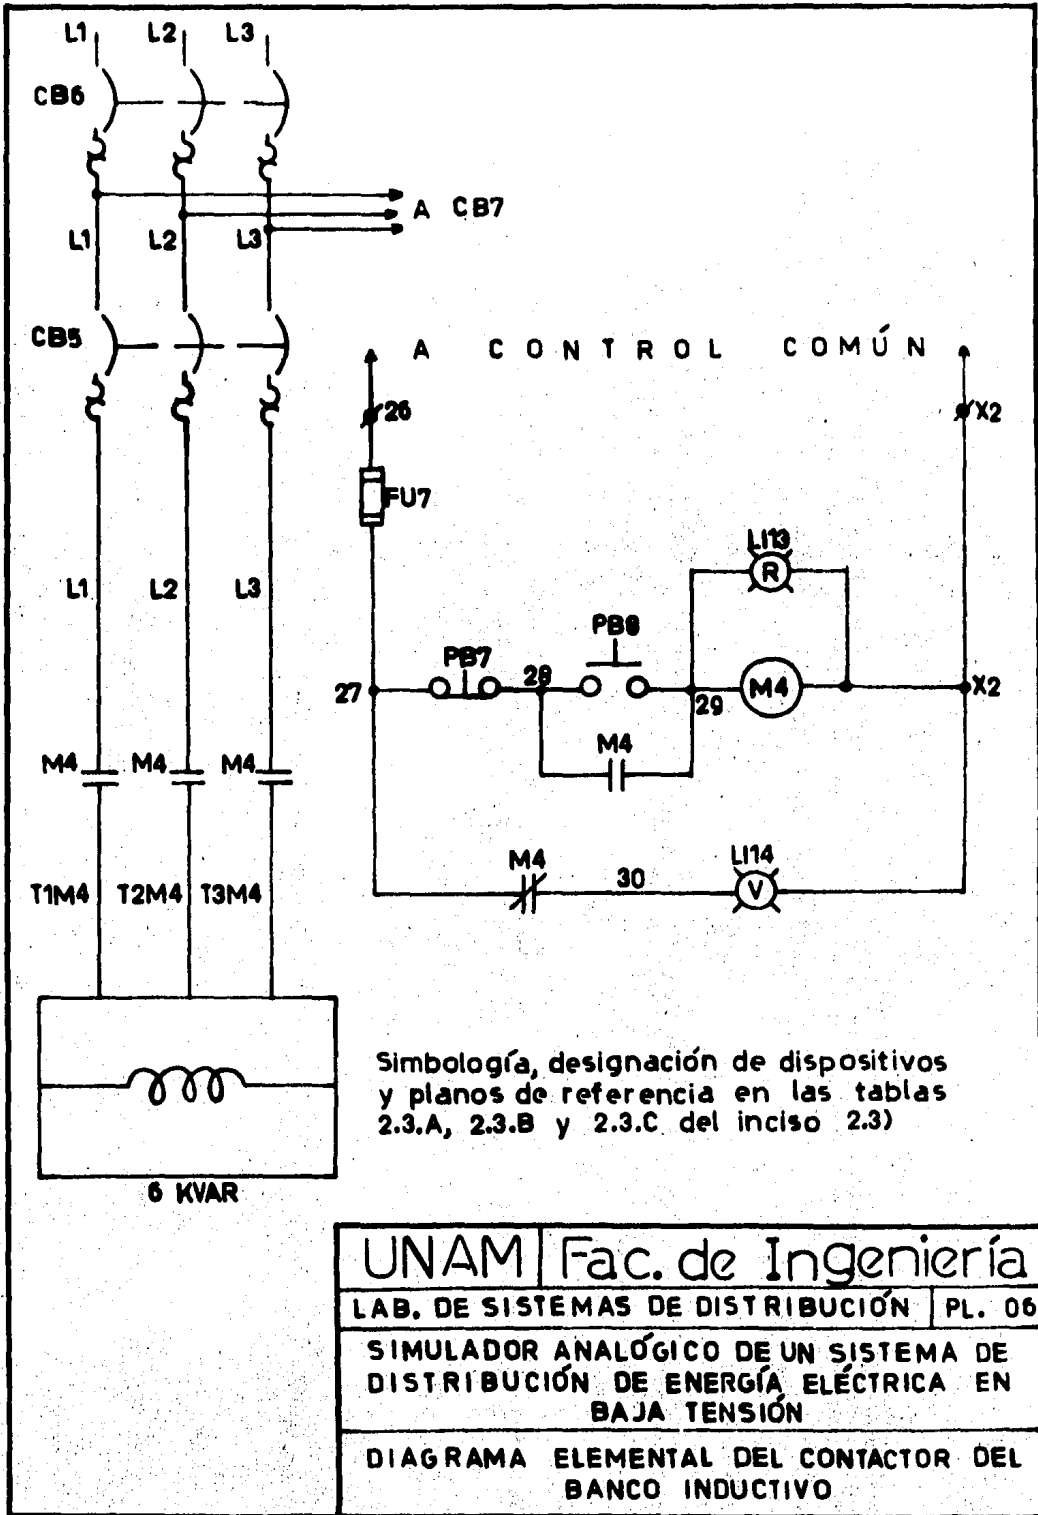 L1 L2 L3
CB6
A CB7
L1 L2 L3
CB5
A CONTROL COMÚN
26 X2
FU7
LI13
R
L1 L2 L3
PB8
PB7
27 28 29 M4 X2
M4
M4 M4 M4
M4 30 LI14
V
T1M4 T2M4 T3M4
Simbología, designación de dispositivos
y planos de referencia en las tablas
2.3.A, 2.3.B y 2.3.C del inciso 2.3)
6 KVAR
UNAM Fac. de Ingeniería
LAB. DE SISTEMAS DE DISTRIBUCIÓN PL. 06
SIMULADOR ANALÓGICO DE UN SISTEMA DE
DISTRIBUCIÓN DE ENERGÍA ELÉCTRICA EN
BAJA TENSIÓN
DIAGRAMA ELEMENTAL DEL CONTACTOR DEL
BANCO INDUCTIVO